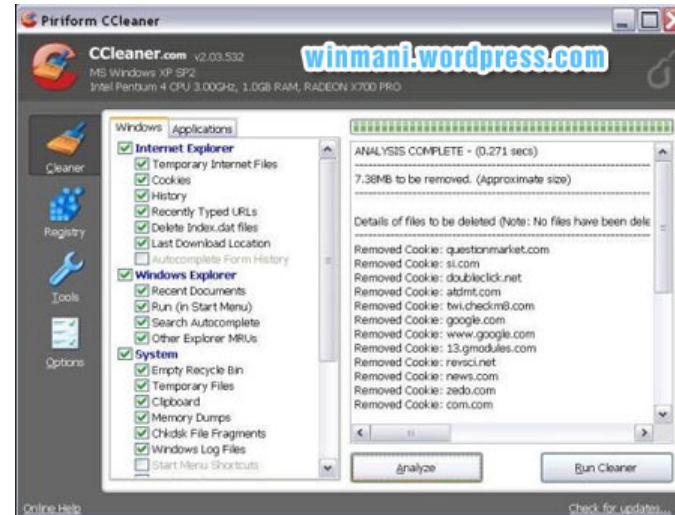 Piriform CCleaner
CCleaner.com v2.03.532
winmani.wordpress.com
MS Windows XP SP2
Intel Pentium 4 CPU 3.00GHz, 1.0GB RAM, RADEON X700 PRO
Cleaner
Registry
Tools
Options
Windows
Applications
Internet Explorer
Temporary Internet Files
Cookies
History
Recently Typed URLs
Delete Index.dat files
Last Download Location
Autocomplete Form History
Windows Explorer
Recent Documents
Run (in Start Menu)
Search Autocomplete
Other Explorer MRUs
System
Empty Recycle Bin
Temporary Files
Clipboard
Memory Dumps
Chkdsk File Fragments
Windows Log Files
Start Menu Shortcuts
ANALYSIS COMPLETE - (0.271 secs)
7.38MB to be removed. (Approximate size)
Details of files to be deleted (Note: No files have been dele
Removed Cookie: questionmarket.com
Removed Cookie: si.com
Removed Cookie: doubleclick.net
Removed Cookie: atdmt.com
Removed Cookie: twi.checkm8.com
Removed Cookie: google.com
Removed Cookie: www.google.com
Removed Cookie: 13.gmodules.com
Removed Cookie: revsci.net
Removed Cookie: news.com
Removed Cookie: zedo.com
Removed Cookie: com.com
Analyze
Run Cleaner
Online Help
Check for updates...